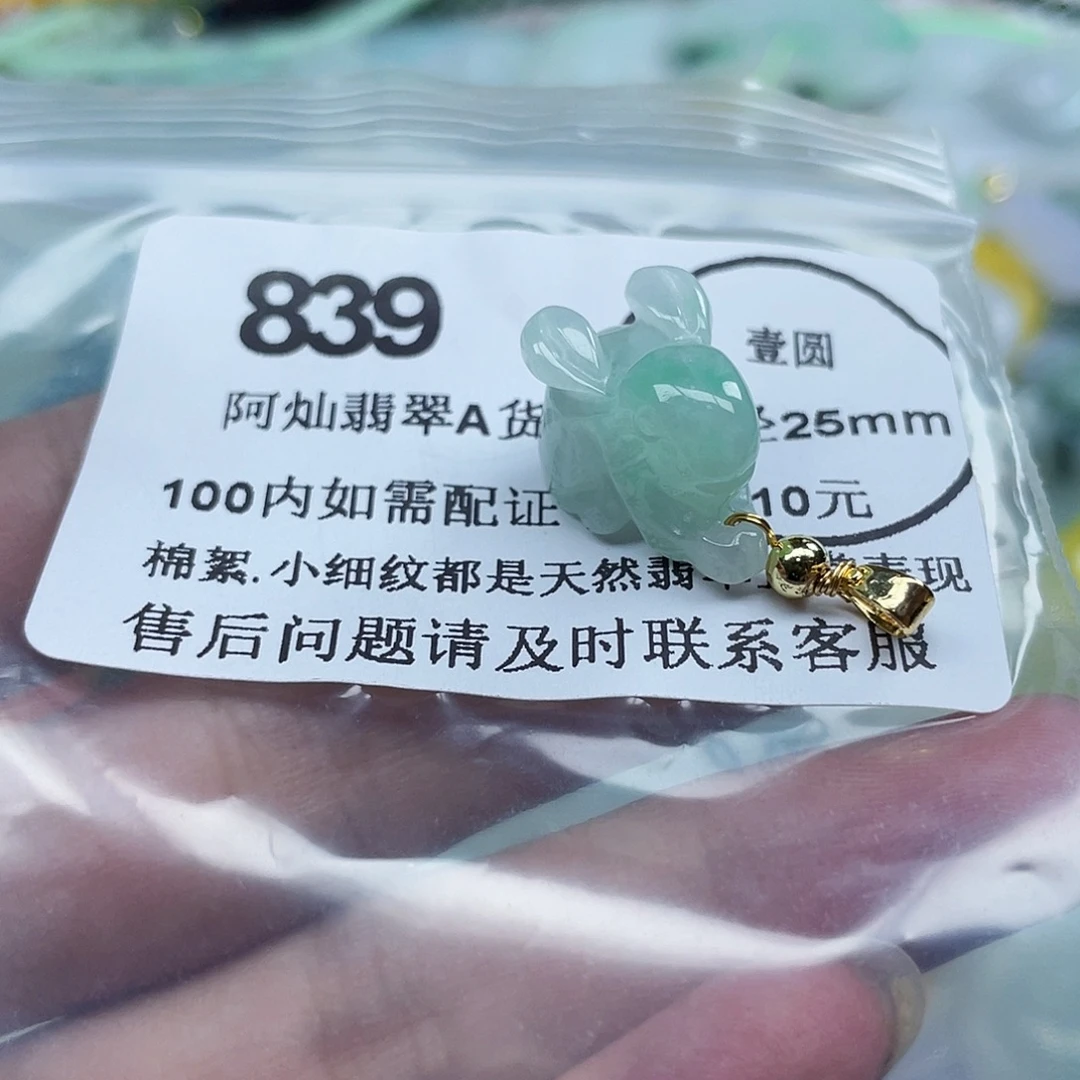 839
壹圆
阿灿翡翠A货 25mm
100内如需配证 10元
棉絮.小细纹都是天然翡 表现
售后问题请及时联系客服